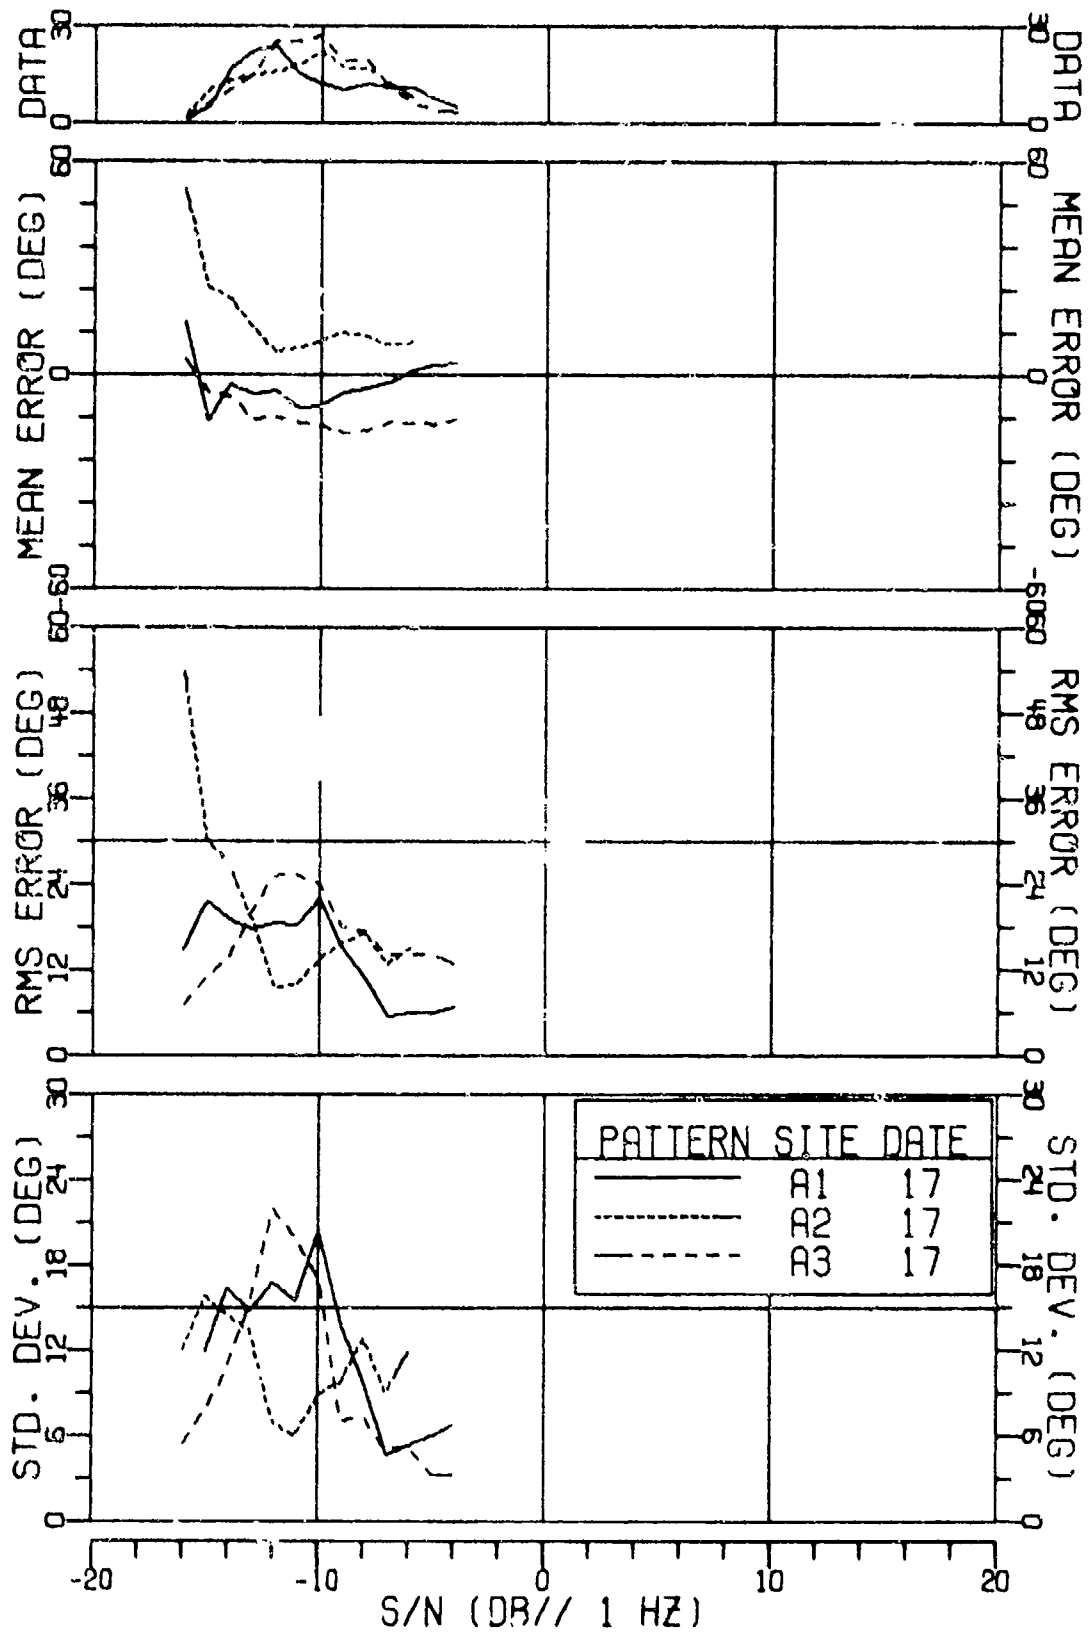 DATA
30
0
30
0
DATA
MEAN ERROR (DEG)
60
0
-60
60
0
-60
MEAN ERROR (DEG)
RMS ERROR (DEG)
60
48
36
24
12
0
60
48
36
24
12
0
RMS ERROR (DEG)
STD. DEV. (DEG)
30
24
18
12
6
0
30
24
18
12
6
0
STD. DEV. (DEG)
PATTERN SITE DATE
A1 17
A2 17
A3 17
-20 -10 0 10 20
S/N (DB// 1 HZ)